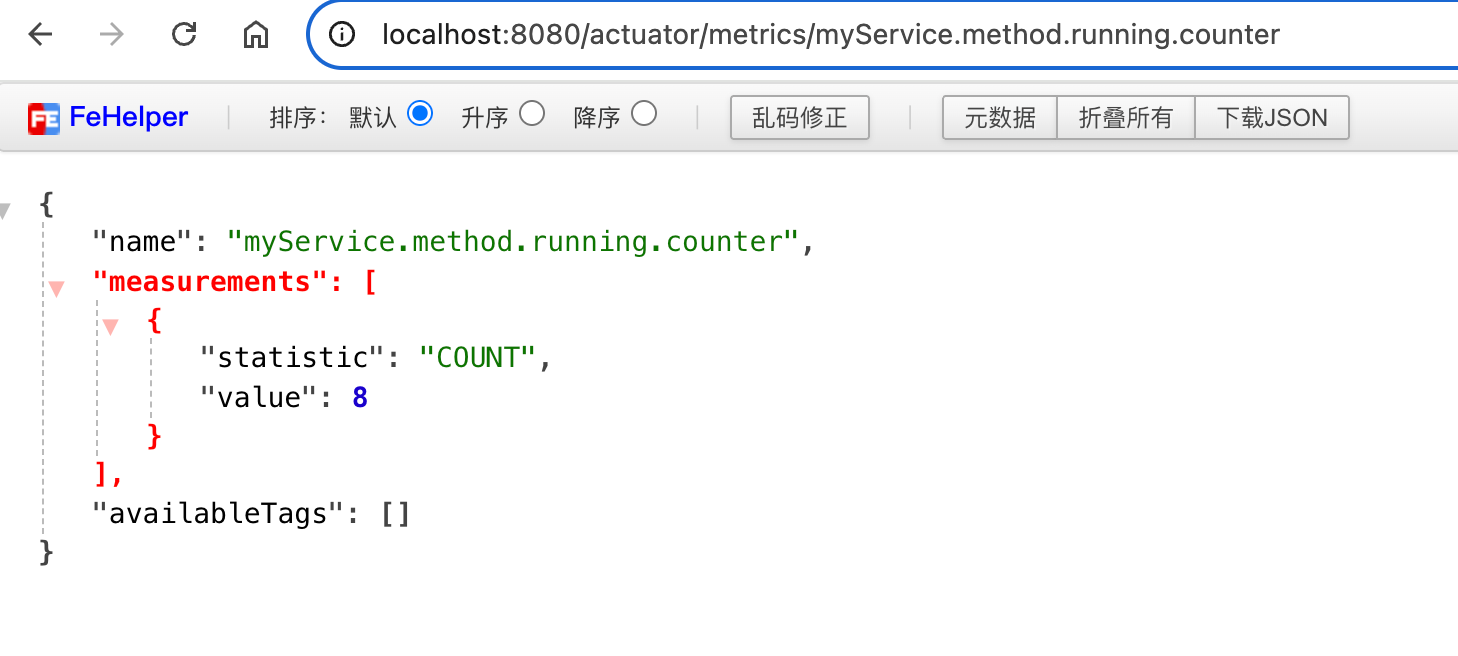 localhost:8080/actuator/metrics/myService.method.running.counter
FE FeHelper 排序: 默认 升序 降序 乱码修正 元数据 折叠所有 下载JSON
{
"name": "myService.method.running.counter",
"measurements": [
{
"statistic": "COUNT",
"value": 8
}
],
"availableTags": []
}